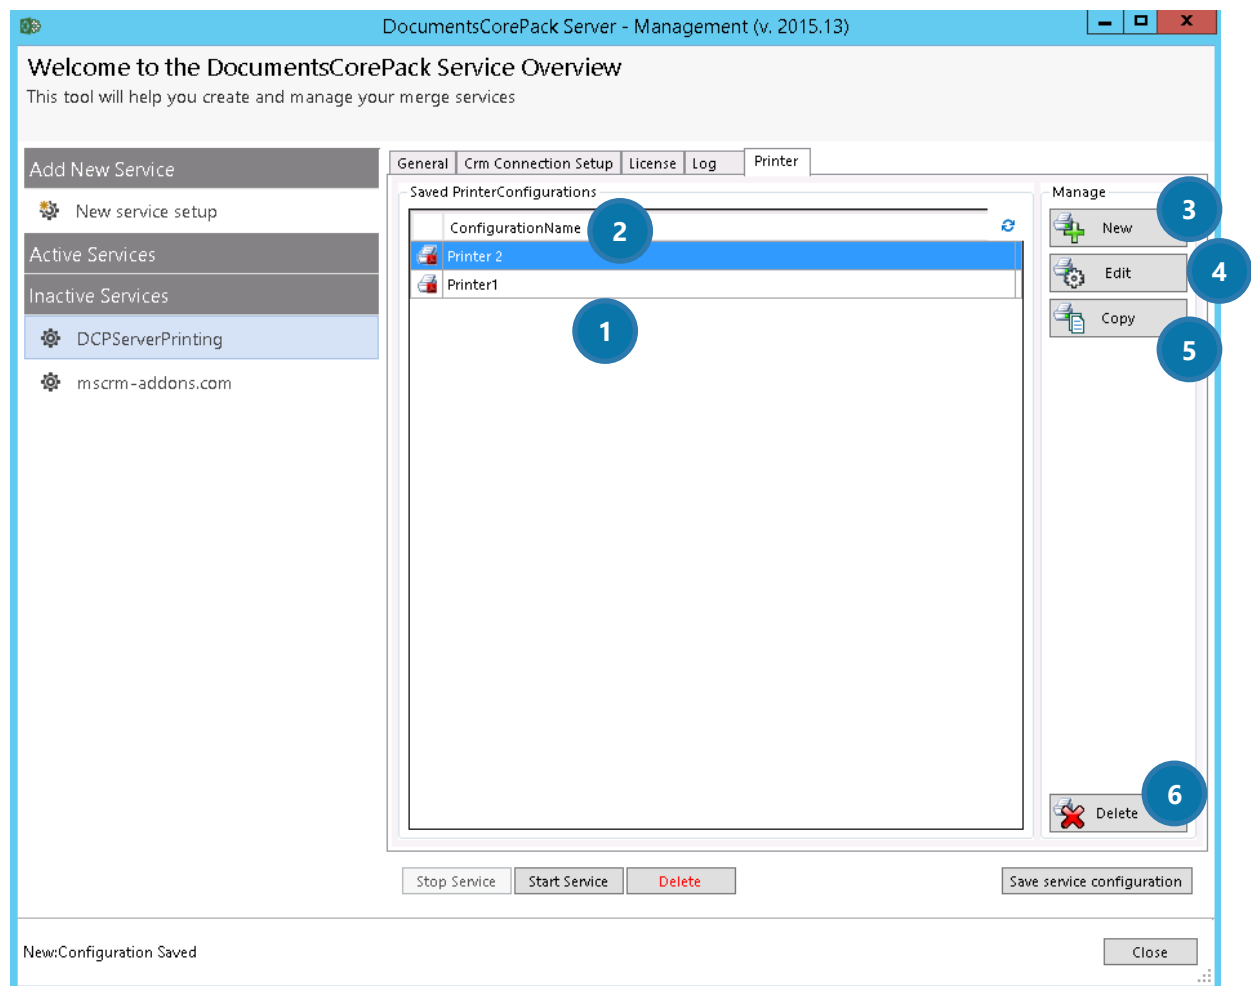 DocumentsCorePack Server - Management (v. 2015.13)
Welcome to the DocumentsCorePack Service Overview
This tool will help you create and manage your merge services
Add New Service
New service setup
Active Services
Inactive Services
DCPServerPrinting
mscrm-addons.com
General
Crm Connection Setup
License
Log
Printer
Saved PrinterConfigurations
ConfigurationName
2
Printer 2
Printer1
1
Manage
New
3
Edit
4
Copy
5
Delete
6
Stop Service
Start Service
Delete
Save service configuration
New:Configuration Saved
Close